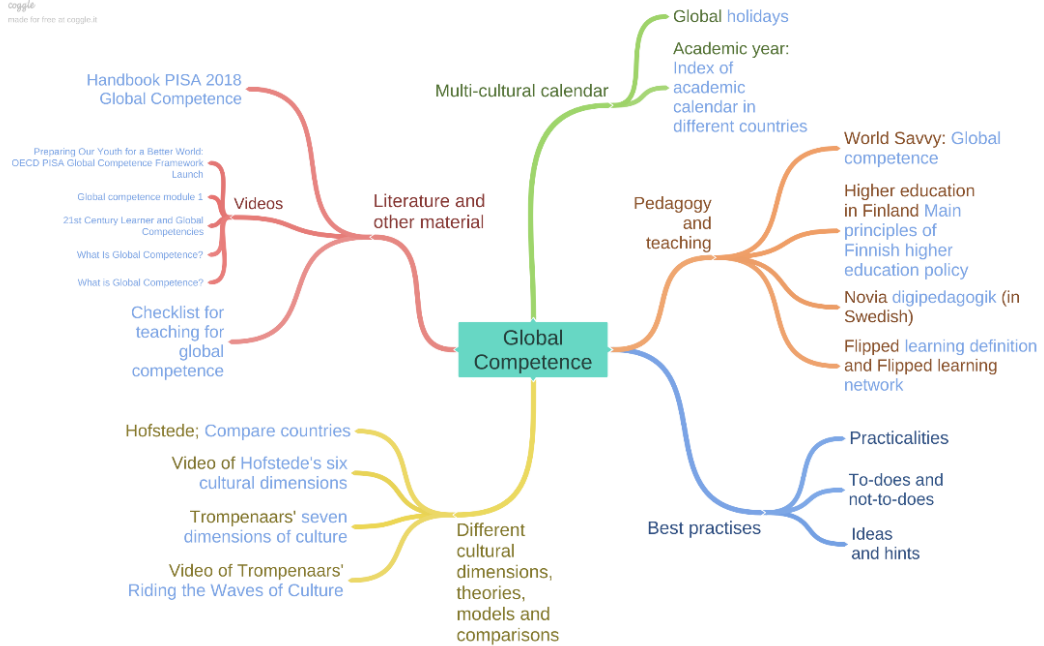 coggle
made for free at coggle.it
Global holidays
Academic year:
Index of
academic
calendar in
different countries
Multi-cultural calendar
Handbook PISA 2018
Global Competence
Preparing Our Youth for a Better World:
OECD PISA Global Competence Framework
Launch
Global competence module 1
21st Century Learner and Global
Competencies
What Is Global Competence?
What is Global Competence?
Videos
Literature and
other material
Checklist for
teaching for
global
competence
Pedagogy
and
teaching
World Savvy: Global
competence
Higher education
in Finland Main
principles of
Finnish higher
education policy
Novia digipedagogik (in
Swedish)
Flipped learning definition
and Flipped learning
network
Global
Competence
Hofstede; Compare countries
Video of Hofstede's six
cultural dimensions
Trompenaars' seven
dimensions of culture
Video of Trompenaars'
Riding the Waves of Culture
Different
cultural
dimensions,
theories,
models and
comparisons
Best practises
Practicalities
To-does and
not-to-does
Ideas
and hints